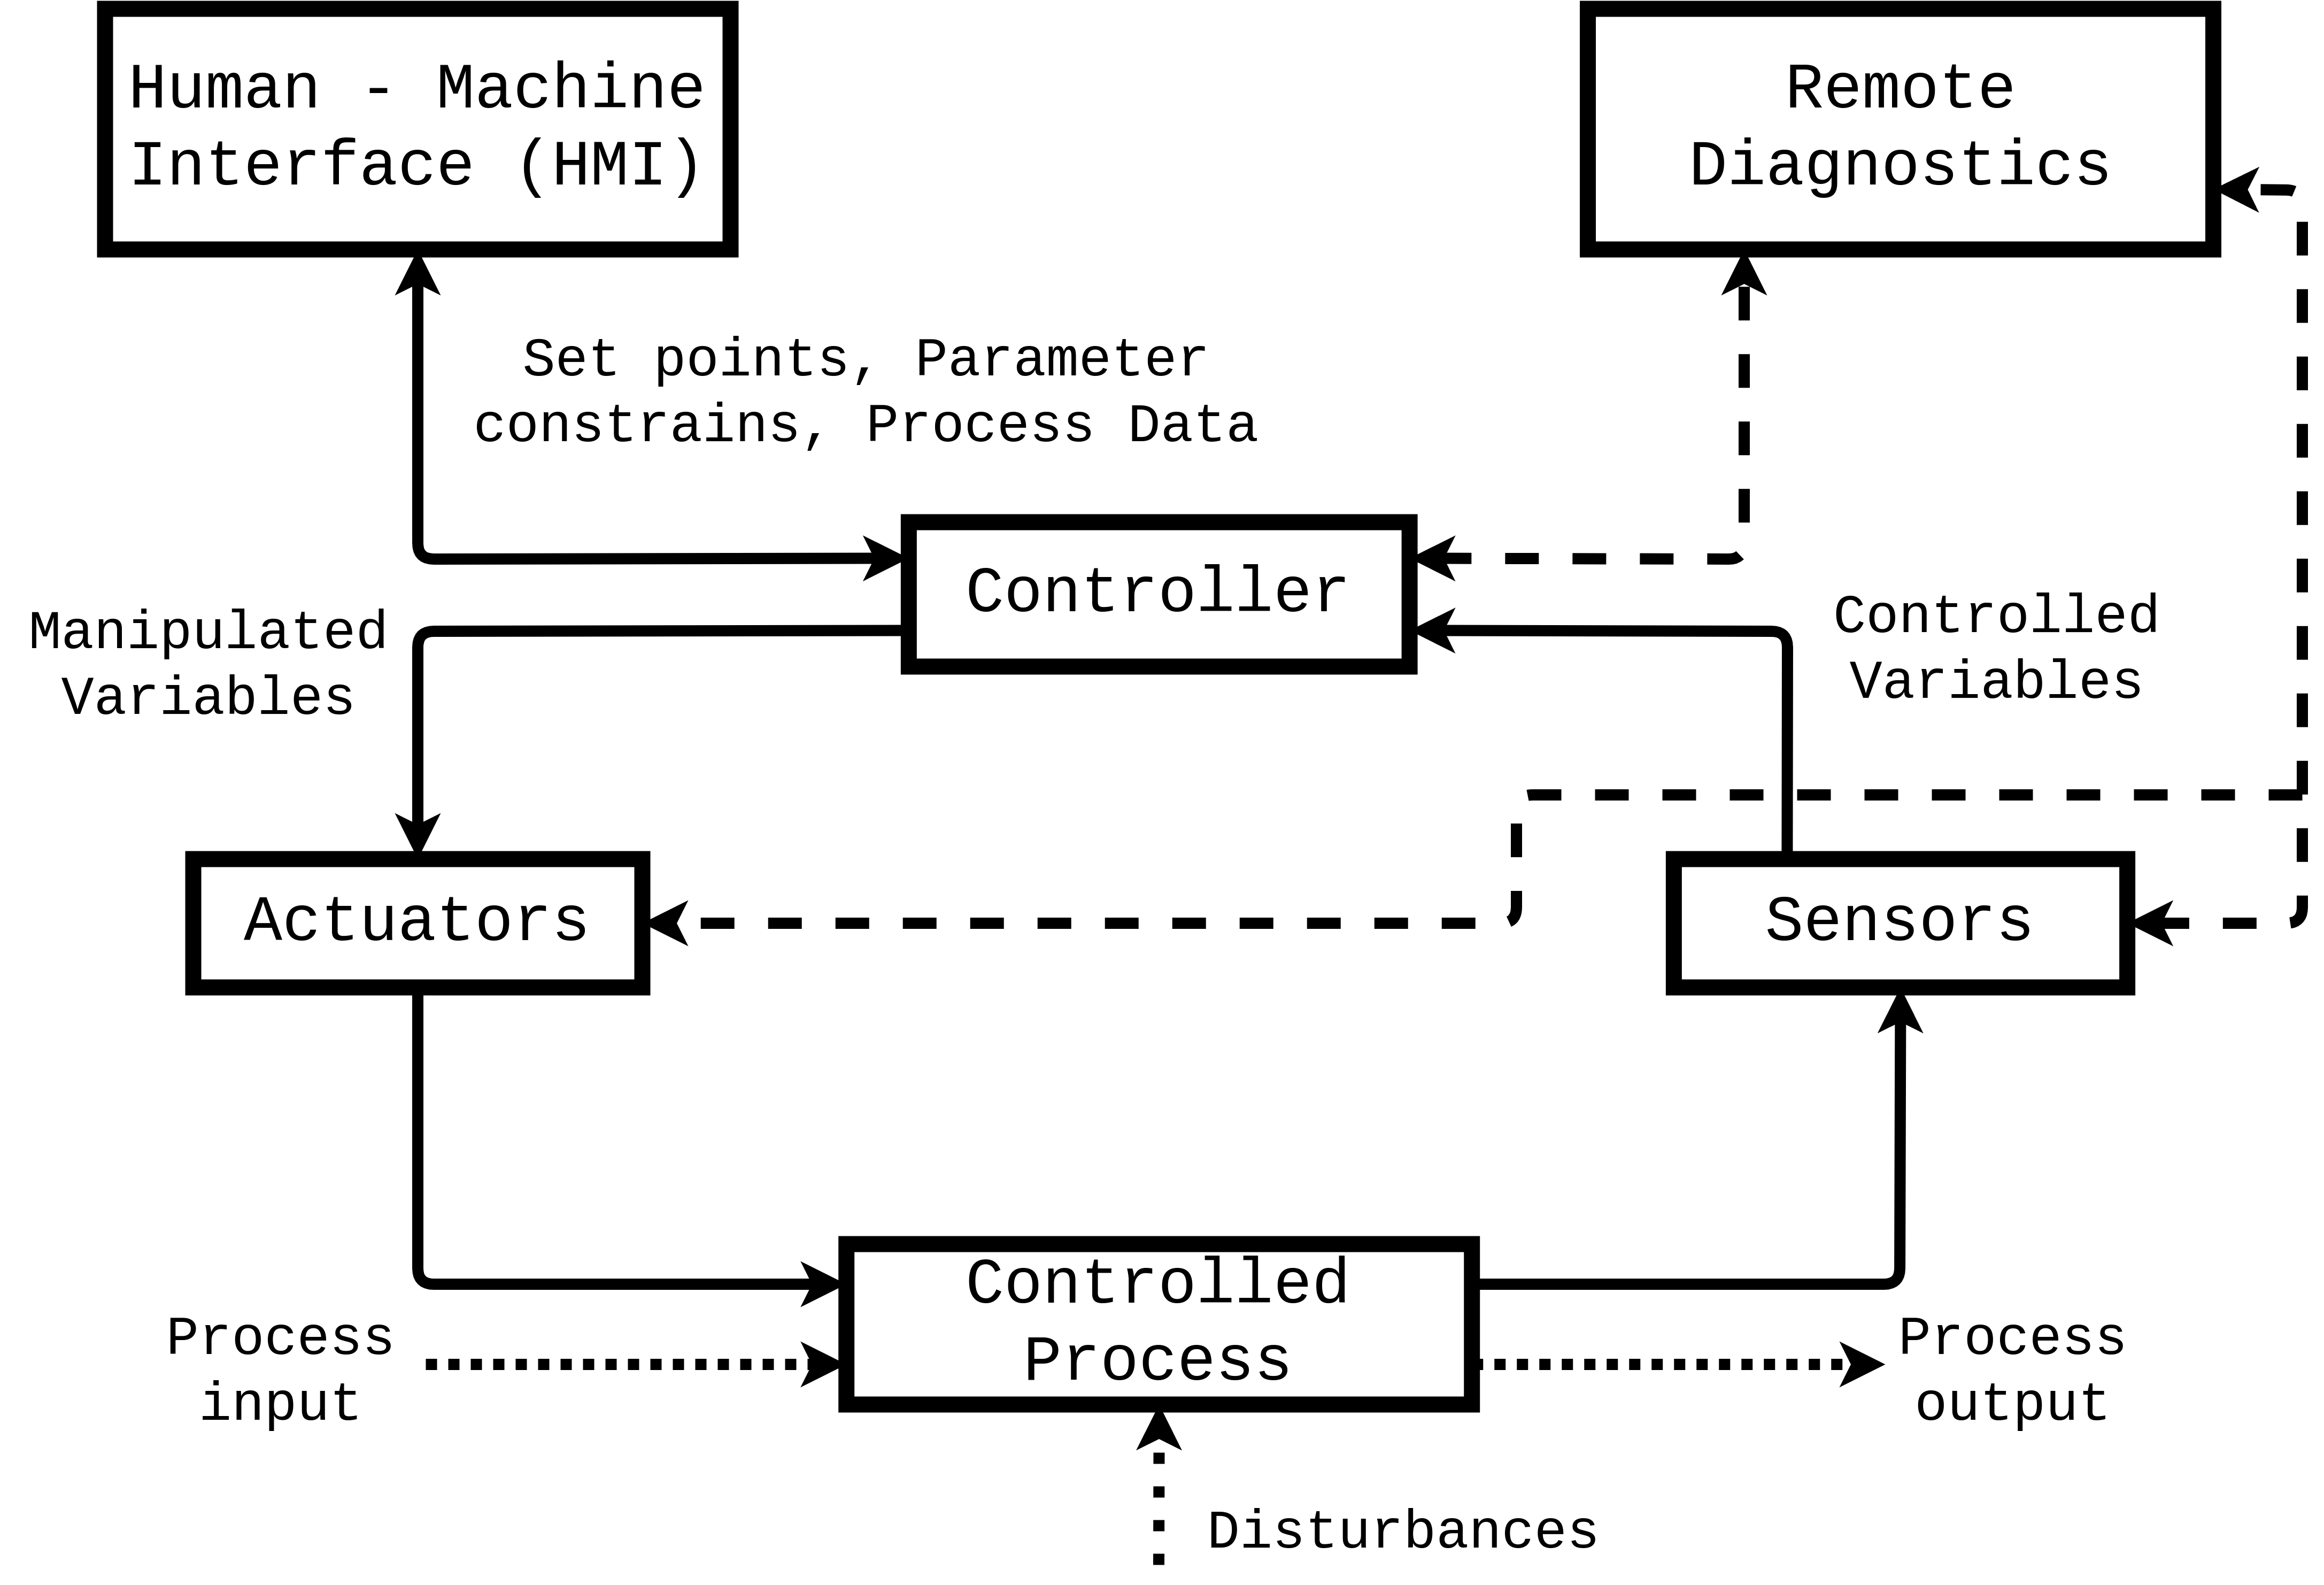 Human - Machine
Interface (HMI)
Remote
Diagnostics
Set points, Parameter
constrains, Process Data
Controller
Manipulated
Variables
Controlled
Variables
Actuators
Sensors
Controlled
Process
Process
input
Process
output
Disturbances